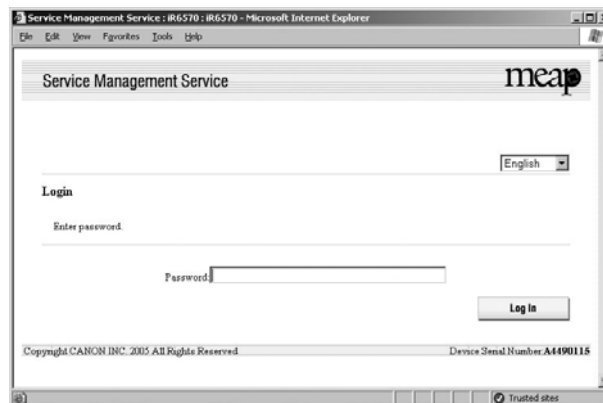 Service Management Service : iR6570 : iR6570 - Microsoft Internet Explorer
File Edit View Favorites Tools Help
Service Management Service
meap
English
Login
Enter password.
Password:
Log In
Copyright CANON INC. 2005 All Rights Reserved Device Serial Number:A4490115
Trusted sites